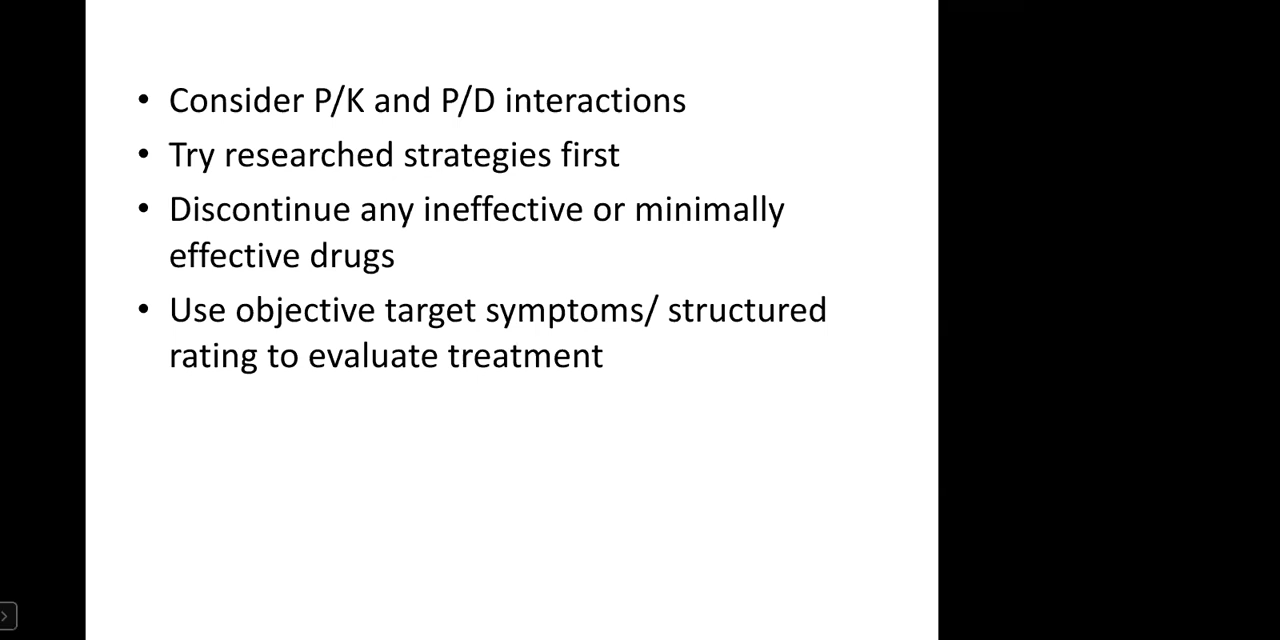 • Consider P/K and P/D interactions
• Try researched strategies first
• Discontinue any ineffective or minimally
effective drugs
• Use objective target symptoms/ structured
rating to evaluate treatment